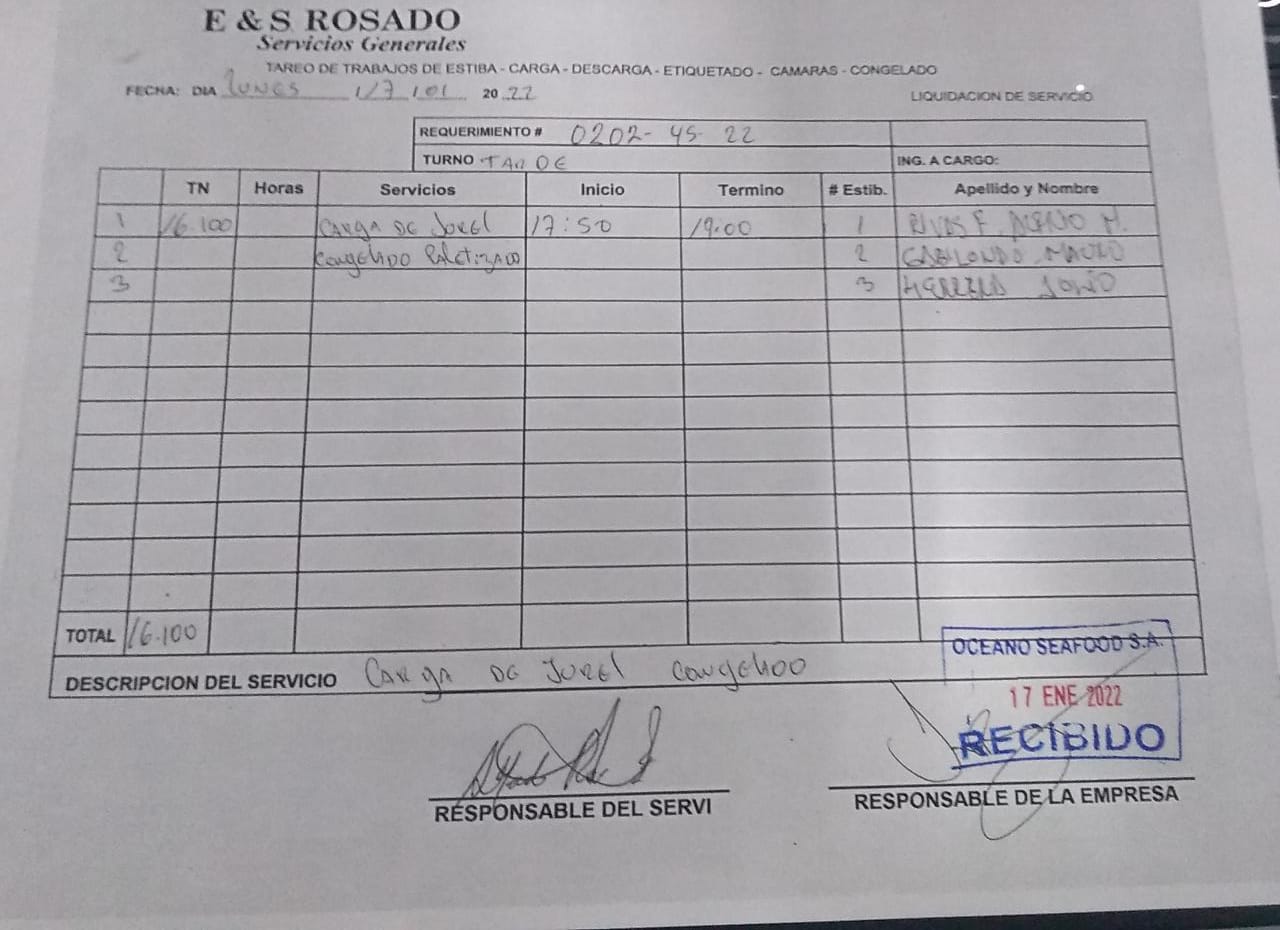 E & S ROSADO
Servicios Generales
TAREO DE TRABAJOS DE ESTIBA - CARGA - DESCARGA - ETIQUETADO - CAMARAS - CONGELADO
FECHA: DIA LUNES 17 / 01 20 22
LIQUIDACION DE SERVICIO
REQUERIMIENTO # 0202-45-22
TURNO TARDE ING. A CARGO:
TN Horas Servicios Inicio Termino # Estib. Apellido y Nombre
1 16.100 CARGA DE JUREL 17:50 19:00 1 RIVAS F.
2 Congelado Paletizado 2 MAURO
3 3 HERRERA
TOTAL 16.100
DESCRIPCION DEL SERVICIO CARGA DE JUREL Congelado
OCEANO SEAFOOD S.A.
17 ENE 2022
RECIBIDO
RESPONSABLE DEL SERVI
RESPONSABLE DE LA EMPRESA